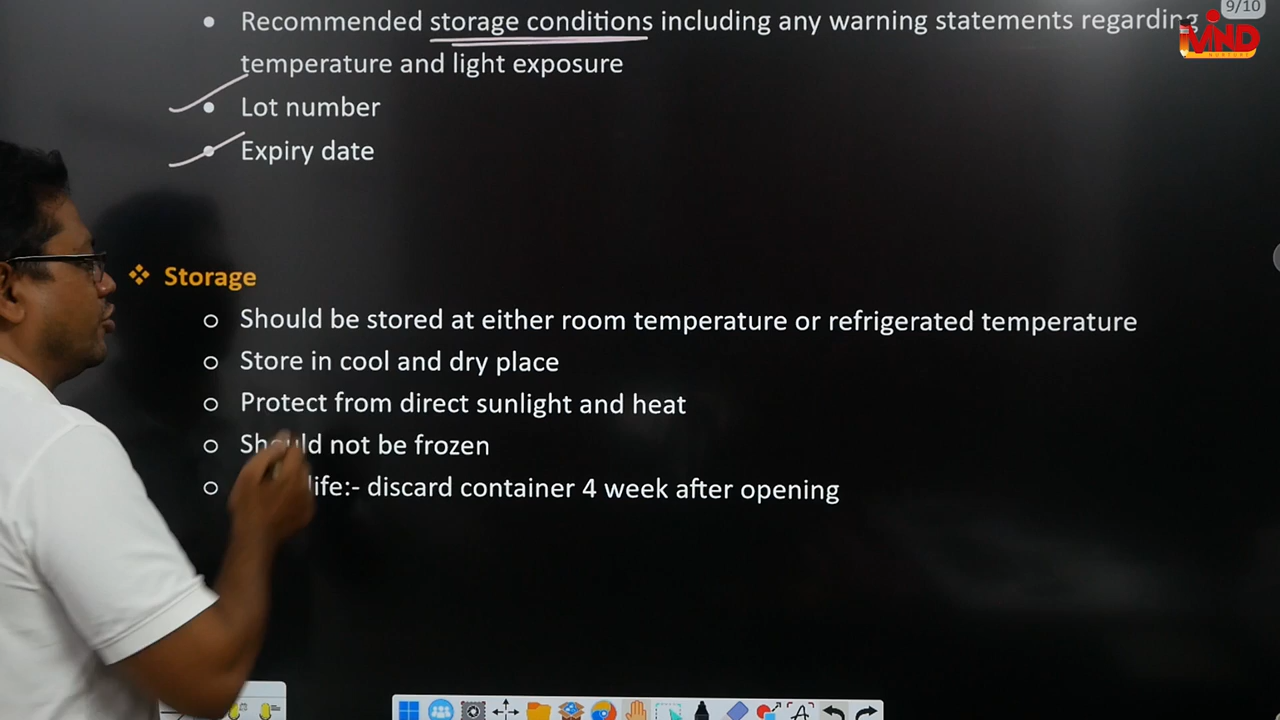 9/10
• Recommended storage conditions including any warning statements regarding
MIND
temperature and light exposure
• Lot number
• Expiry date
❖ Storage
o Should be stored at either room temperature or refrigerated temperature
o Store in cool and dry place
o Protect from direct sunlight and heat
o Should not be frozen
o life:- discard container 4 week after opening